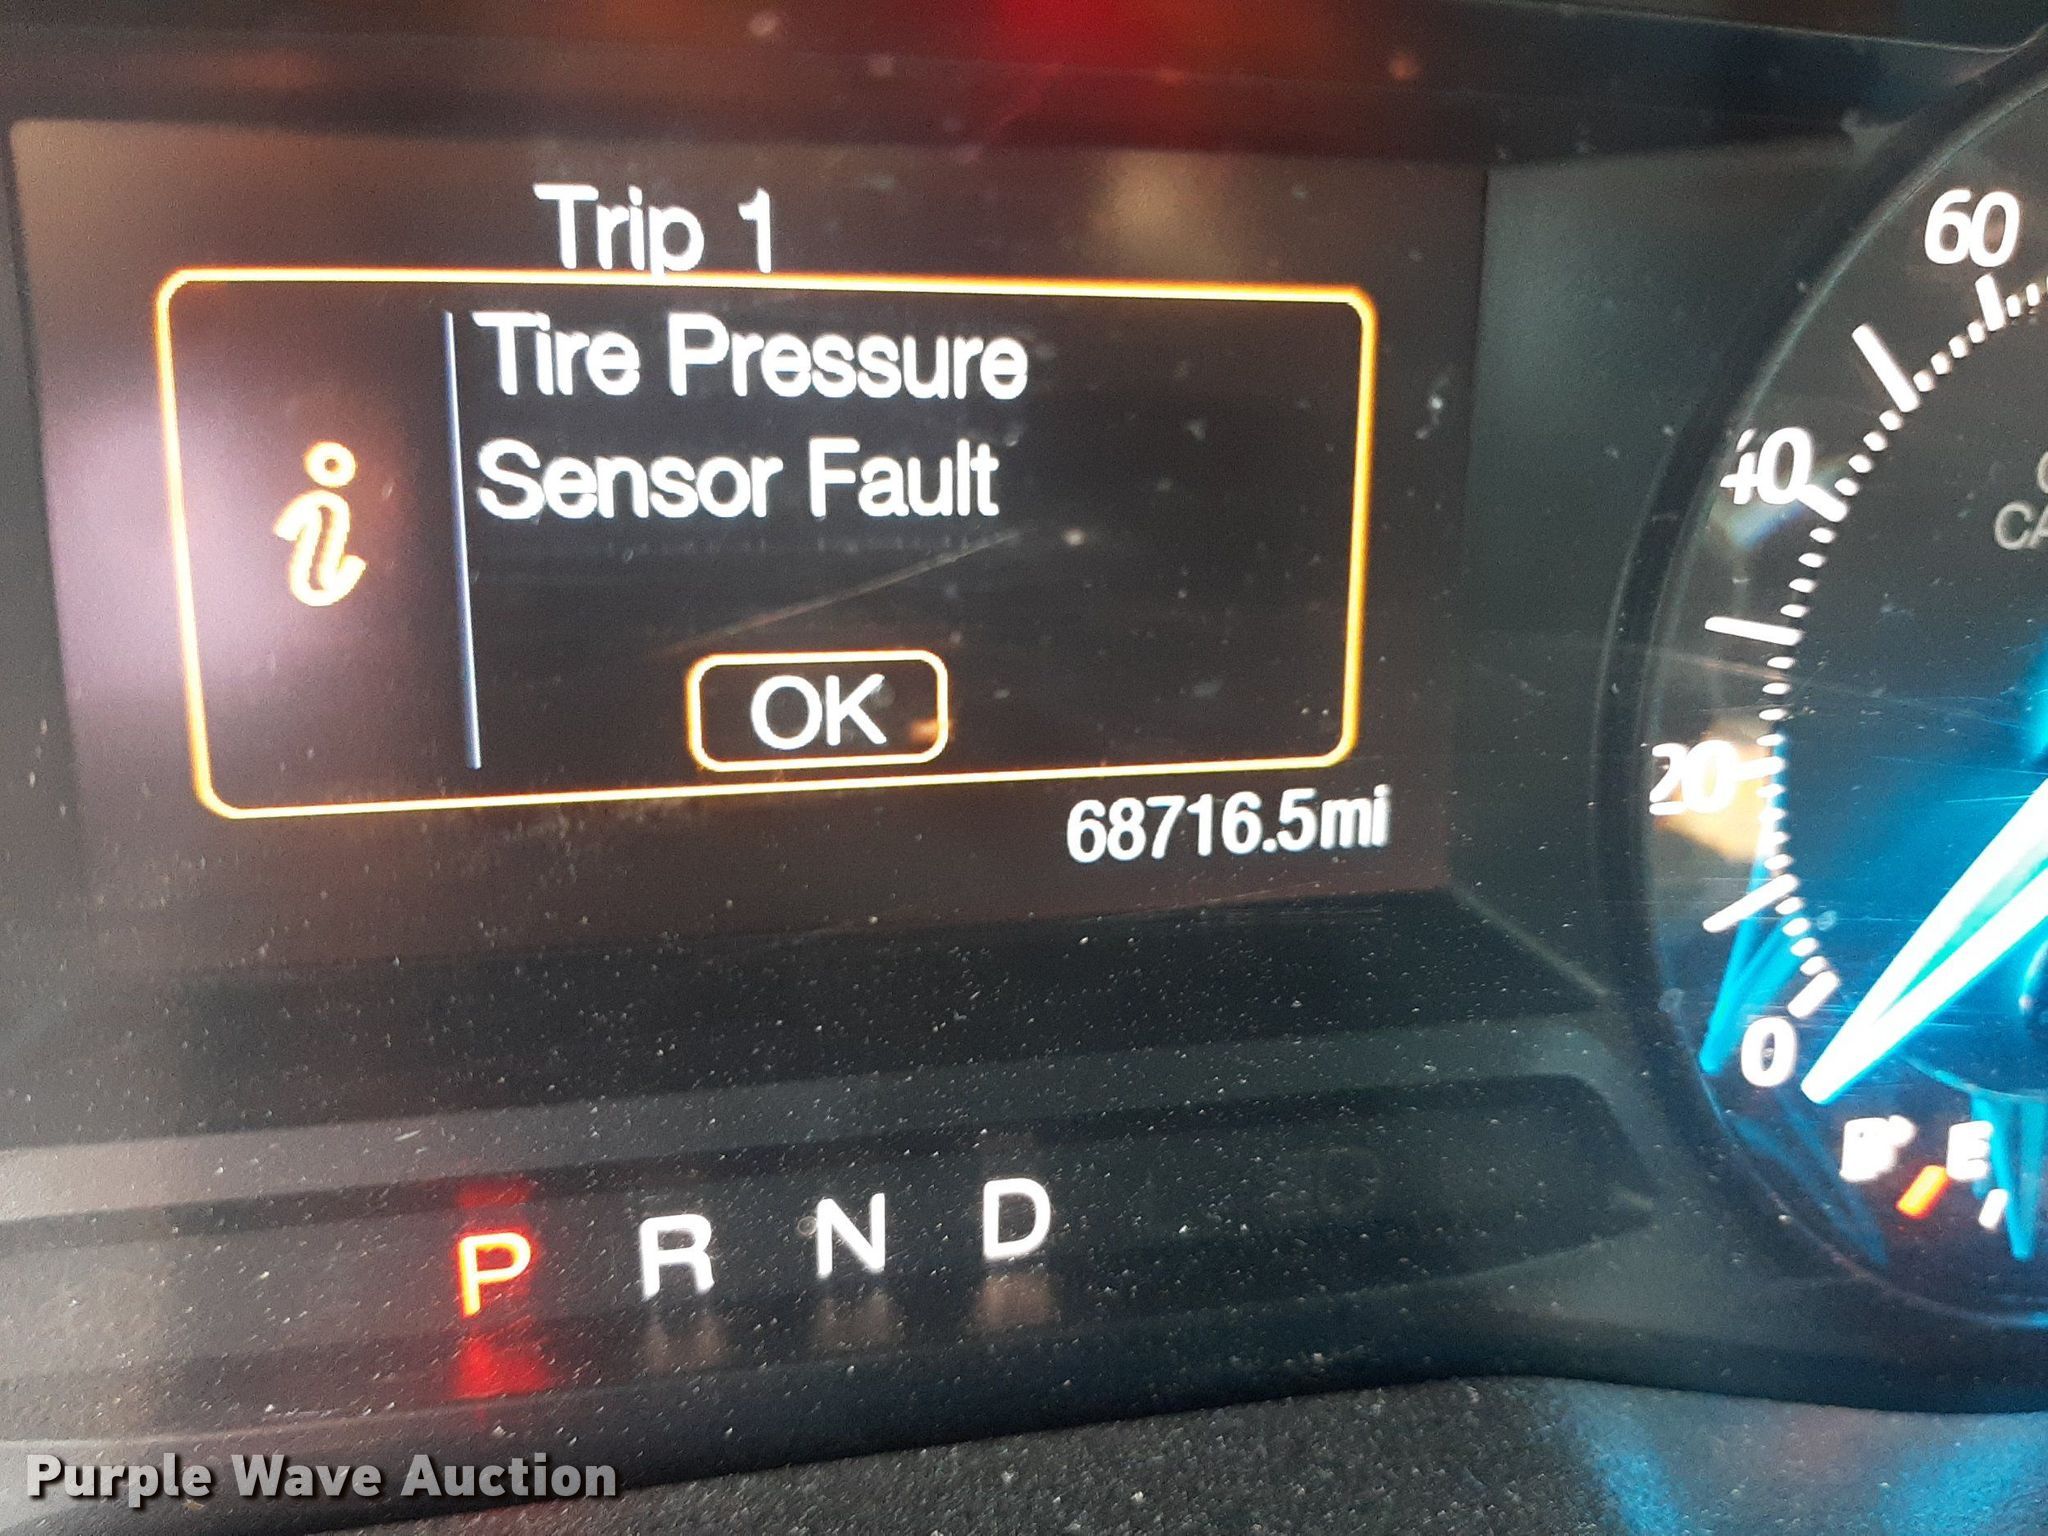 Trip 1
Tire Pressure
Sensor Fault
OK
68716.5mi
60
40
20
0
E
P R N D
Purple Wave Auction